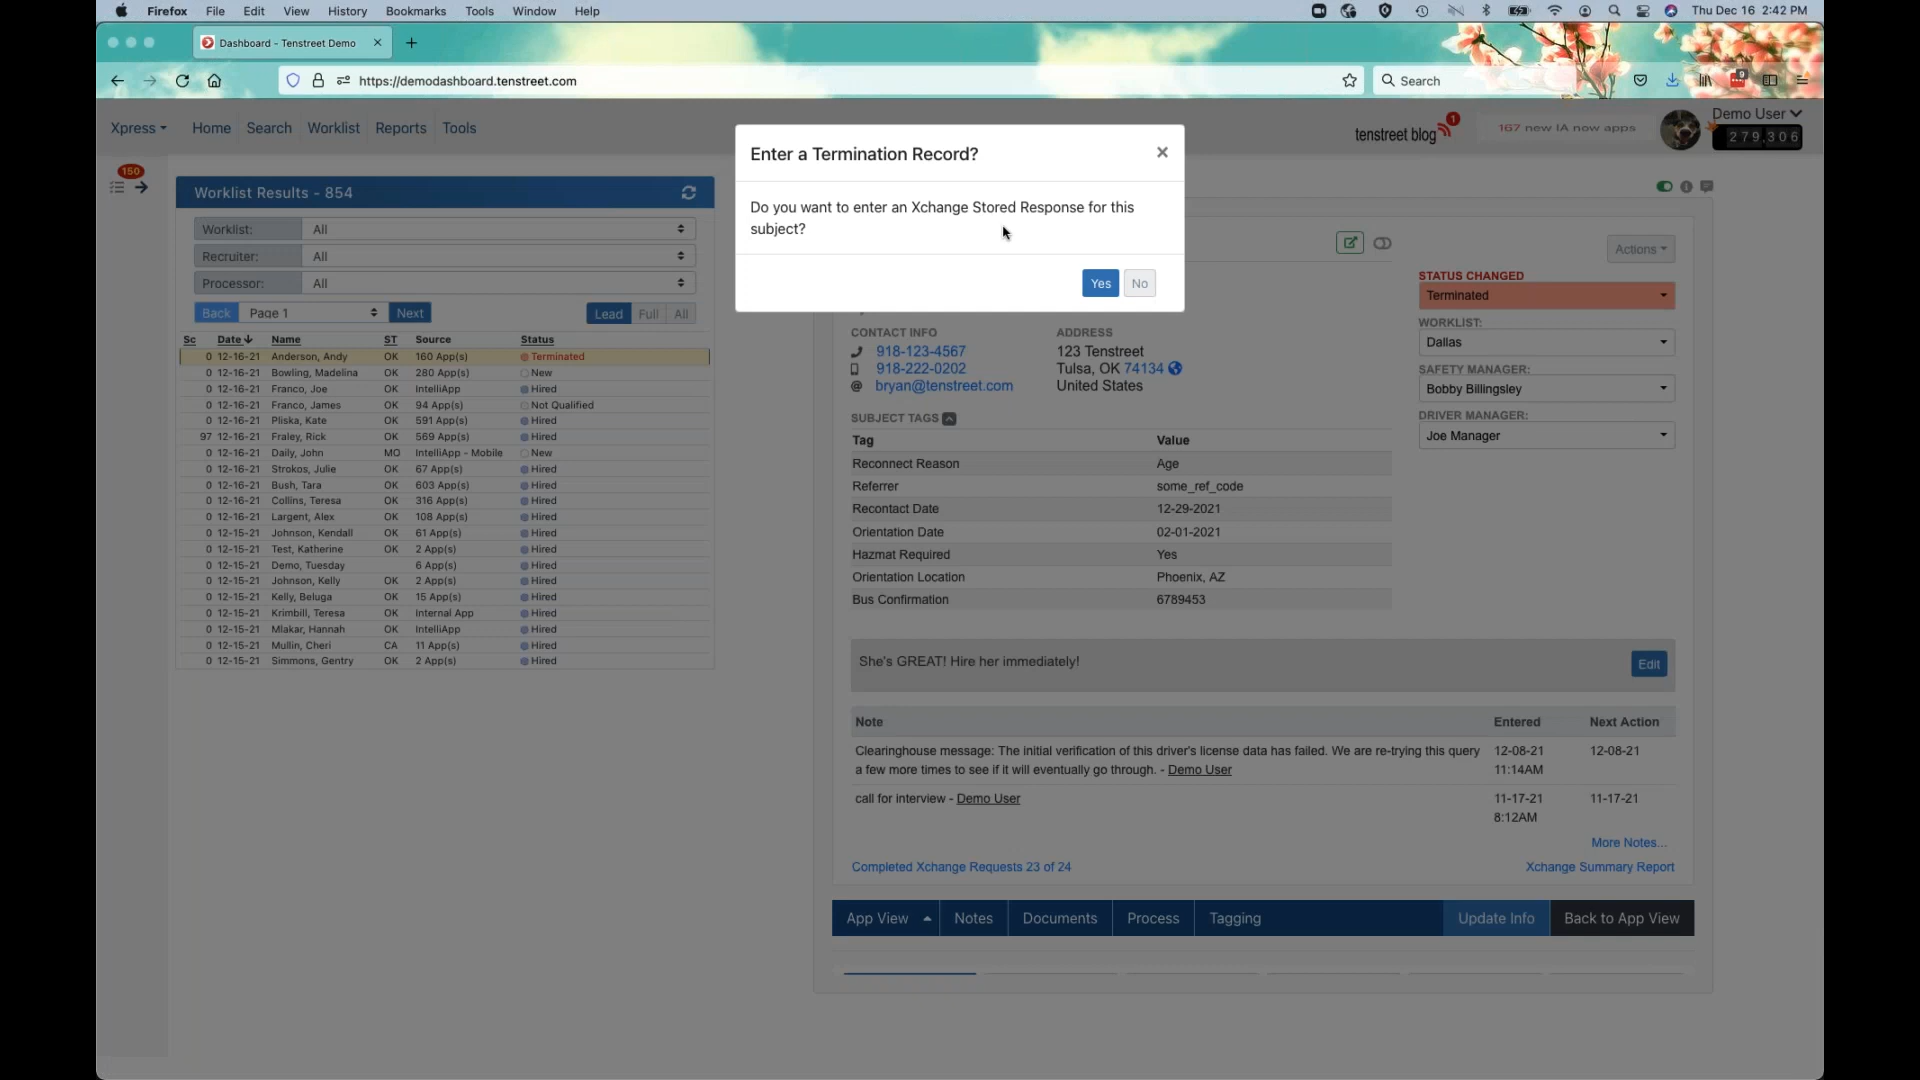 Firefox File Edit View History Bookmarks Tools Window Help
Thu Dec 16 2:42 PM
Dashboard - Tenstreet Demo
https://demodashboard.tenstreet.com
Search
9
Xpress Home Search Worklist Reports Tools
tenstreet blog 1
167 new IA now apps
Demo User
279,306
150
Worklist Results - 854
Worklist: All
Recruiter: All
Processor: All
Back Page 1 Next Lead Full All
Sc Date Name ST Source Status
0 12-16-21 Anderson, Andy OK 160 App(s) Terminated
0 12-16-21 Bowling, Madelina OK 280 App(s) New
0 12-16-21 Franco, Joe OK IntelliApp Hired
0 12-16-21 Franco, James OK 94 App(s) Not Qualified
0 12-16-21 Pliska, Kate OK 591 App(s) Hired
97 12-16-21 Fraley, Rick OK 569 App(s) Hired
0 12-16-21 Daily, John MO IntelliApp - Mobile New
0 12-16-21 Strokos, Julie OK 67 App(s) Hired
0 12-16-21 Bush, Tara OK 603 App(s) Hired
0 12-16-21 Collins, Teresa OK 316 App(s) Hired
0 12-16-21 Largent, Alex OK 108 App(s) Hired
0 12-15-21 Johnson, Kendall OK 61 App(s) Hired
0 12-15-21 Test, Katherine OK 2 App(s) Hired
0 12-15-21 Demo, Tuesday 6 App(s) Hired
0 12-15-21 Johnson, Kelly OK 2 App(s) Hired
0 12-15-21 Kelly, Beluga OK 15 App(s) Hired
0 12-15-21 Krimbill, Teresa OK Internal App Hired
0 12-15-21 Mlakar, Hannah OK IntelliApp Hired
0 12-15-21 Mullin, Cheri CA 11 App(s) Hired
0 12-15-21 Simmons, Gentry OK 2 App(s) Hired
Enter a Termination Record?
Do you want to enter an Xchange Stored Response for this
subject?
Yes No
Actions
STATUS CHANGED
Terminated
WORKLIST:
Dallas
SAFETY MANAGER:
Bobby Billingsley
DRIVER MANAGER:
Joe Manager
CONTACT INFO
918-123-4567
918-222-0202
bryan@tenstreet.com
ADDRESS
123 Tenstreet
Tulsa, OK 74134
United States
SUBJECT TAGS
Tag Value
Reconnect Reason Age
Referrer some_ref_code
Recontact Date 12-29-2021
Orientation Date 02-01-2021
Hazmat Required Yes
Orientation Location Phoenix, AZ
Bus Confirmation 6789453
She's GREAT! Hire her immediately!
Edit
Note Entered Next Action
Clearinghouse message: The initial verification of this driver's license data has failed. We are re-trying this query 12-08-21 12-08-21
a few more times to see if it will eventually go through. - Demo User 11:14AM
call for interview - Demo User 11-17-21 11-17-21
8:12AM
More Notes...
Completed Xchange Requests 23 of 24 Xchange Summary Report
App View Notes Documents Process Tagging Update Info Back to App View